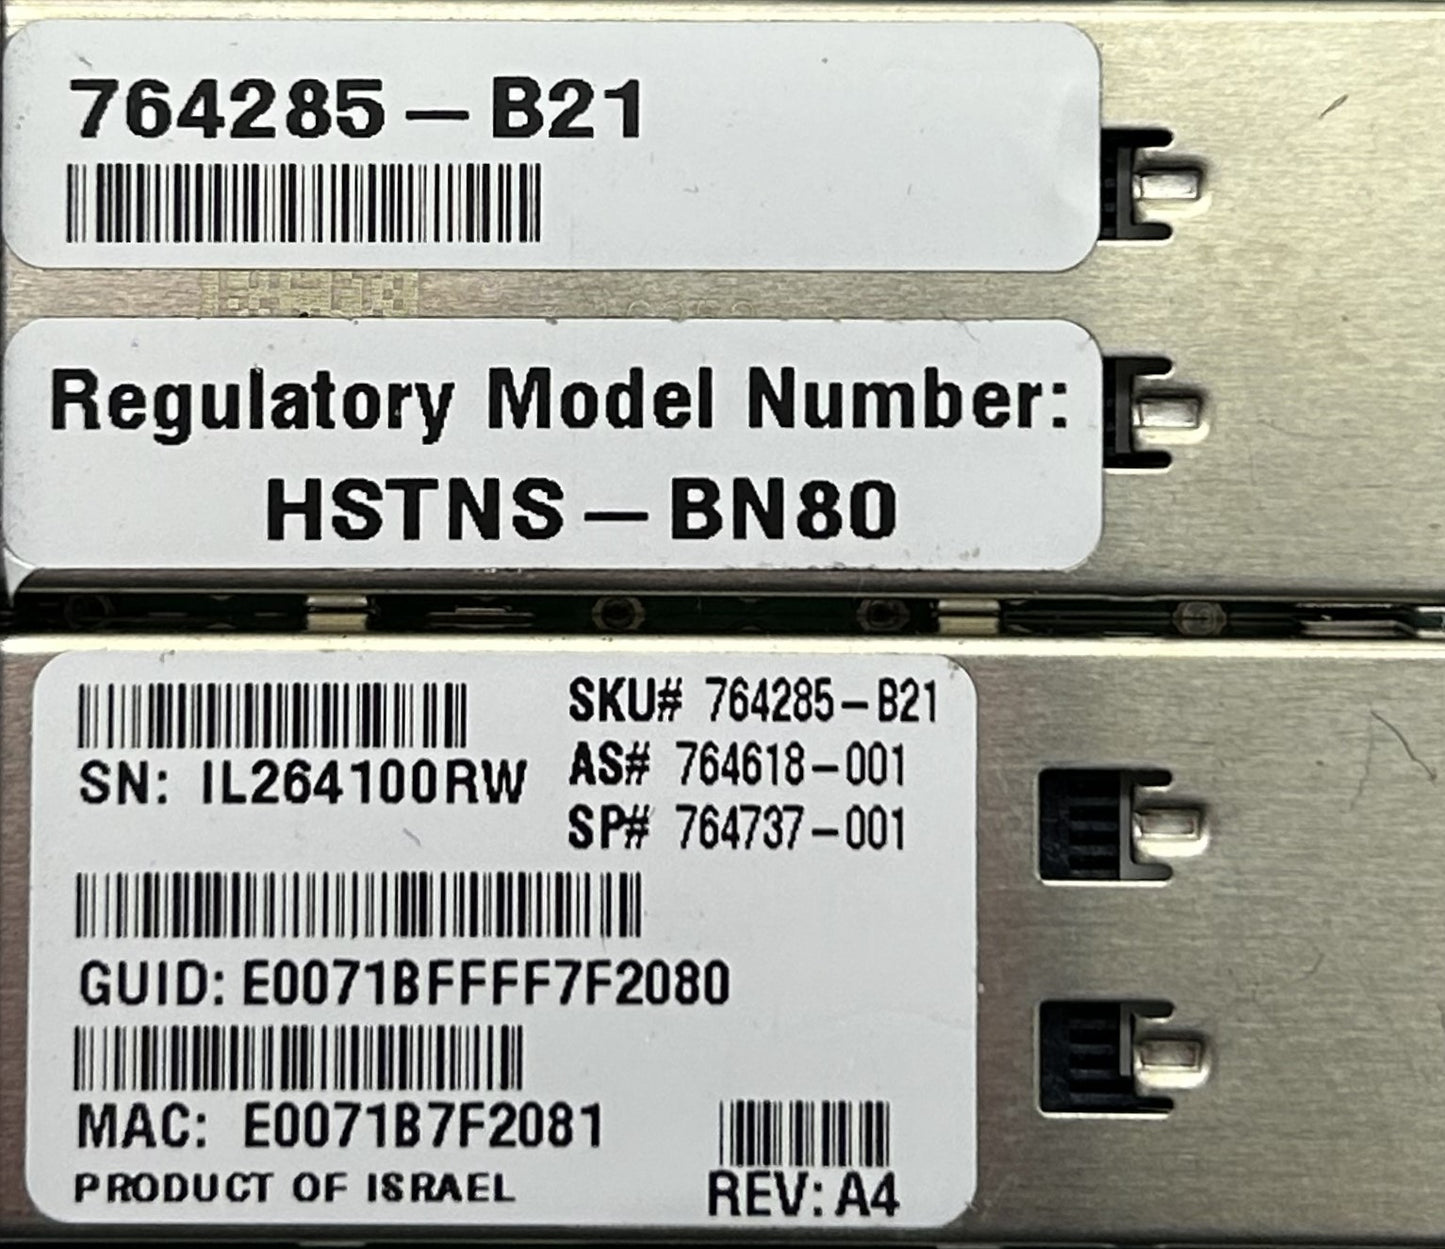 764285-B21
Regulatory Model Number:
HSTNS-BN80
SN: IL264100RW
SKU# 764285-B21
AS# 764618-001
SP# 764737-001
GUID: E0071BFFFF7F2080
MAC: E0071B7F2081
PRODUCT OF ISRAEL
REV: A4